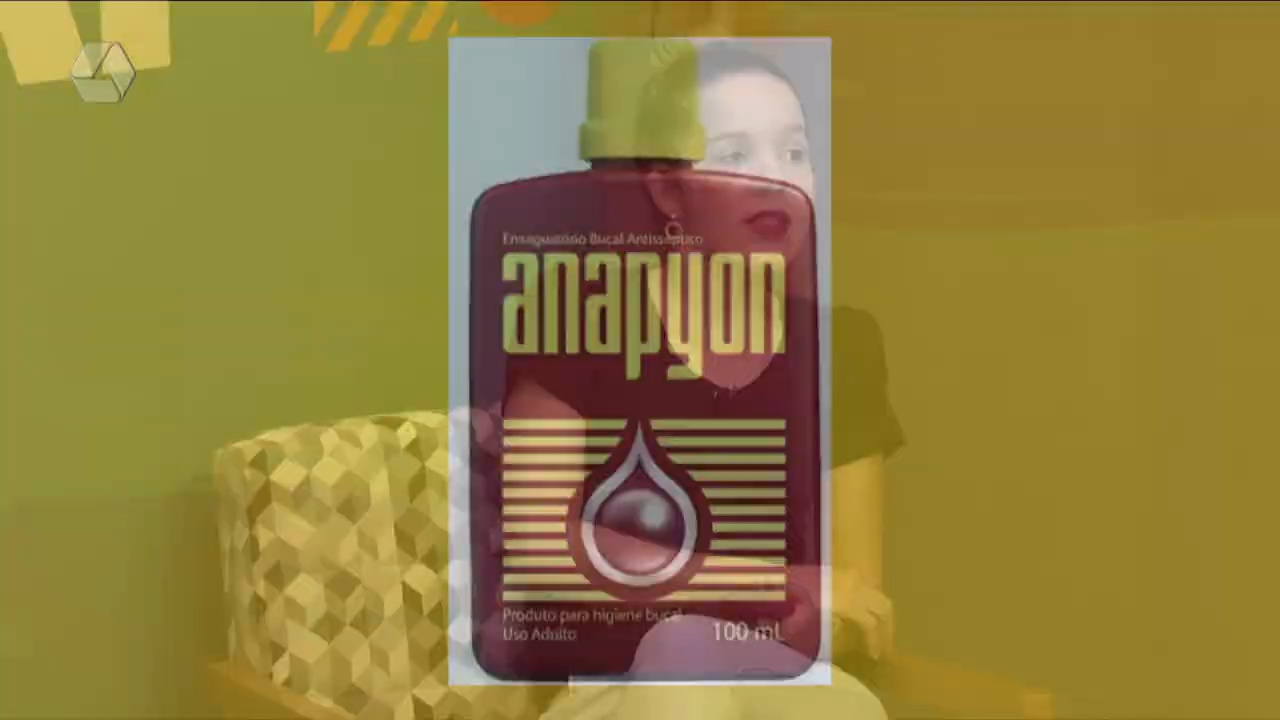 Enxaguatório Bucal Antisséptico
anapyon
Produto para higiene bucal
Uso Adulto
100 mL